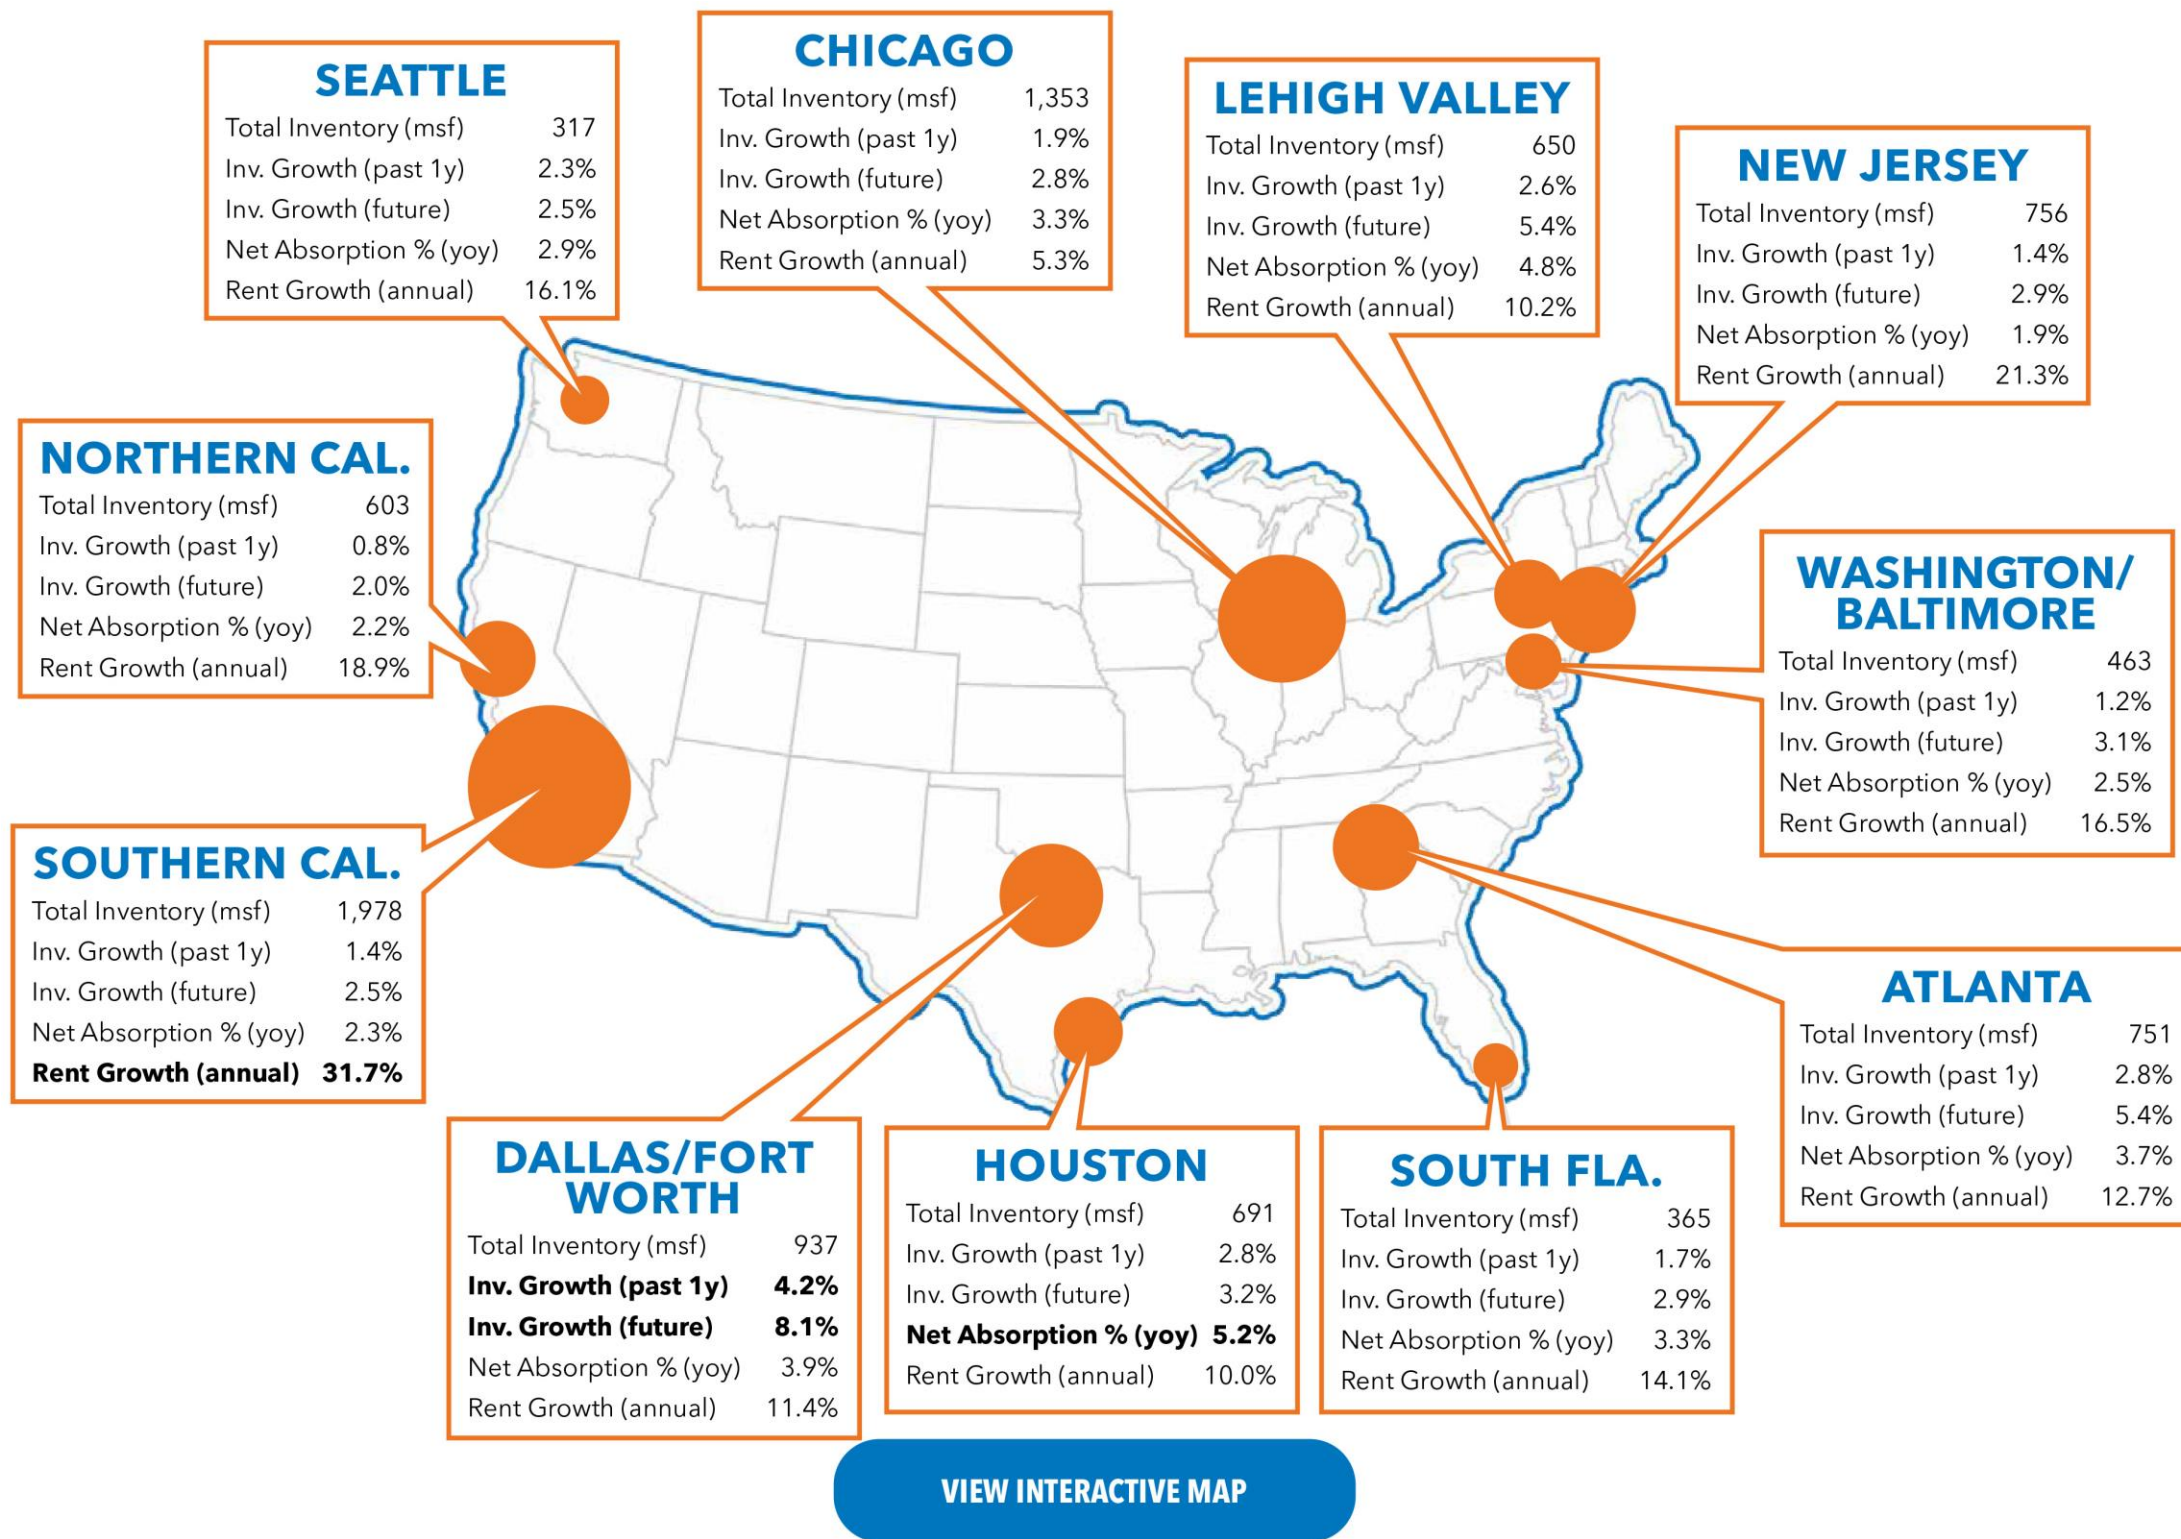 SEATTLE
Total Inventory (msf) 317
Inv. Growth (past 1y) 2.3%
Inv. Growth (future) 2.5%
Net Absorption % (yoy) 2.9%
Rent Growth (annual) 16.1%
CHICAGO
Total Inventory (msf) 1,353
Inv. Growth (past 1y) 1.9%
Inv. Growth (future) 2.8%
Net Absorption % (yoy) 3.3%
Rent Growth (annual) 5.3%
LEHIGH VALLEY
Total Inventory (msf) 650
Inv. Growth (past 1y) 2.6%
Inv. Growth (future) 5.4%
Net Absorption % (yoy) 4.8%
Rent Growth (annual) 10.2%
NEW JERSEY
Total Inventory (msf) 756
Inv. Growth (past 1y) 1.4%
Inv. Growth (future) 2.9%
Net Absorption % (yoy) 1.9%
Rent Growth (annual) 21.3%
NORTHERN CAL.
Total Inventory (msf) 603
Inv. Growth (past 1y) 0.8%
Inv. Growth (future) 2.0%
Net Absorption % (yoy) 2.2%
Rent Growth (annual) 18.9%
WASHINGTON/
BALTIMORE
Total Inventory (msf) 463
Inv. Growth (past 1y) 1.2%
Inv. Growth (future) 3.1%
Net Absorption % (yoy) 2.5%
Rent Growth (annual) 16.5%
SOUTHERN CAL.
Total Inventory (msf) 1,978
Inv. Growth (past 1y) 1.4%
Inv. Growth (future) 2.5%
Net Absorption % (yoy) 2.3%
Rent Growth (annual) 31.7%
ATLANTA
Total Inventory (msf) 751
Inv. Growth (past 1y) 2.8%
Inv. Growth (future) 5.4%
Net Absorption % (yoy) 3.7%
Rent Growth (annual) 12.7%
DALLAS/FORT
WORTH
Total Inventory (msf) 937
Inv. Growth (past 1y) 4.2%
Inv. Growth (future) 8.1%
Net Absorption % (yoy) 3.9%
Rent Growth (annual) 11.4%
HOUSTON
Total Inventory (msf) 691
Inv. Growth (past 1y) 2.8%
Inv. Growth (future) 3.2%
Net Absorption % (yoy) 5.2%
Rent Growth (annual) 10.0%
SOUTH FLA.
Total Inventory (msf) 365
Inv. Growth (past 1y) 1.7%
Inv. Growth (future) 2.9%
Net Absorption % (yoy) 3.3%
Rent Growth (annual) 14.1%
VIEW INTERACTIVE MAP